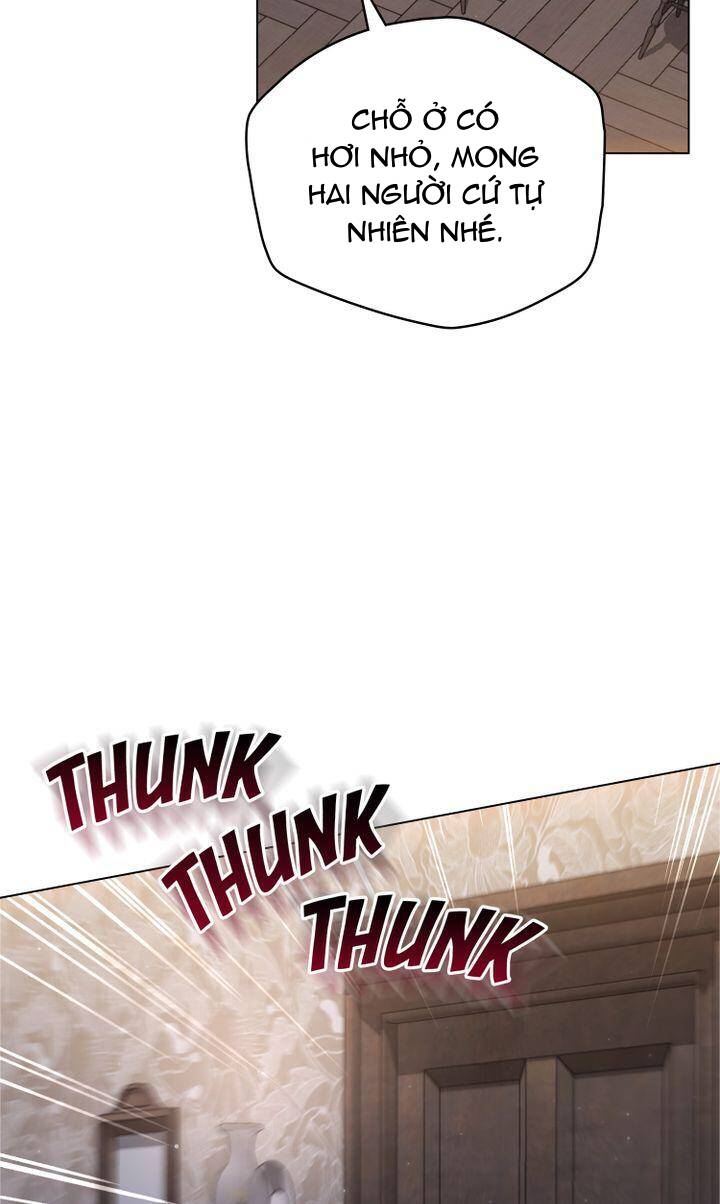 CHỖ Ở CÓ
HƠI NHỎ, MONG
HAI NGƯỜI CỨ TỰ
NHIÊN NHÉ.
THUNK
THUNK
THUNK